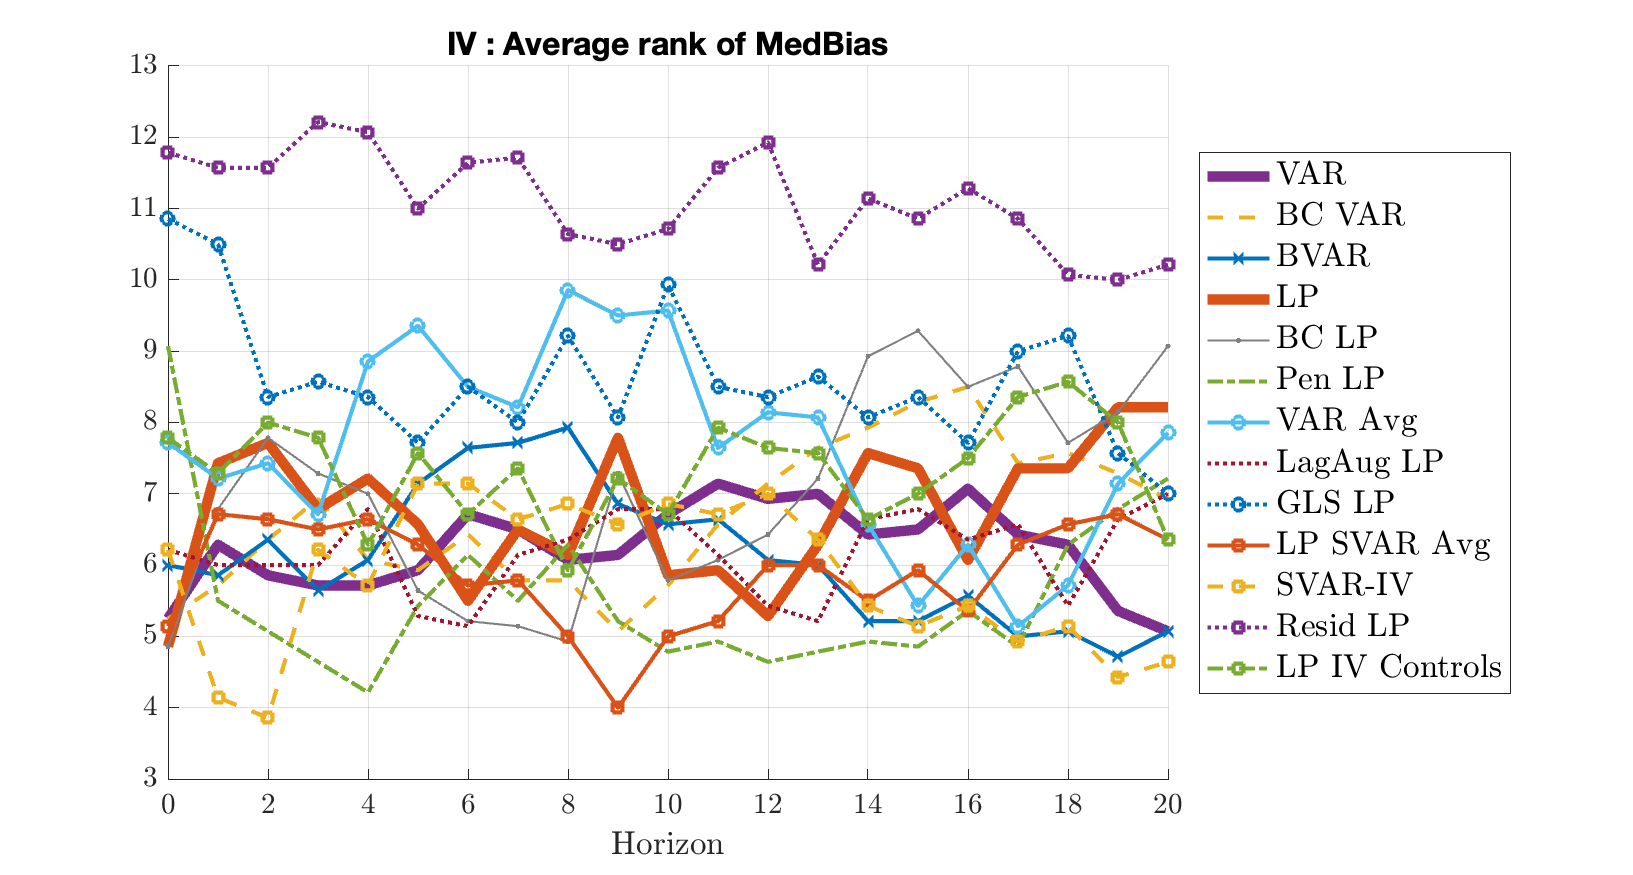 IV : Average rank of MedBias
13
12
11
10
9
8
7
6
5
4
3
0 2 4 6 8 10 12 14 16 18 20
Horizon
VAR
BC VAR
BVAR
LP
BC LP
Pen LP
VAR Avg
LagAug LP
GLS LP
LP SVAR Avg
SVAR-IV
Resid LP
LP IV Controls